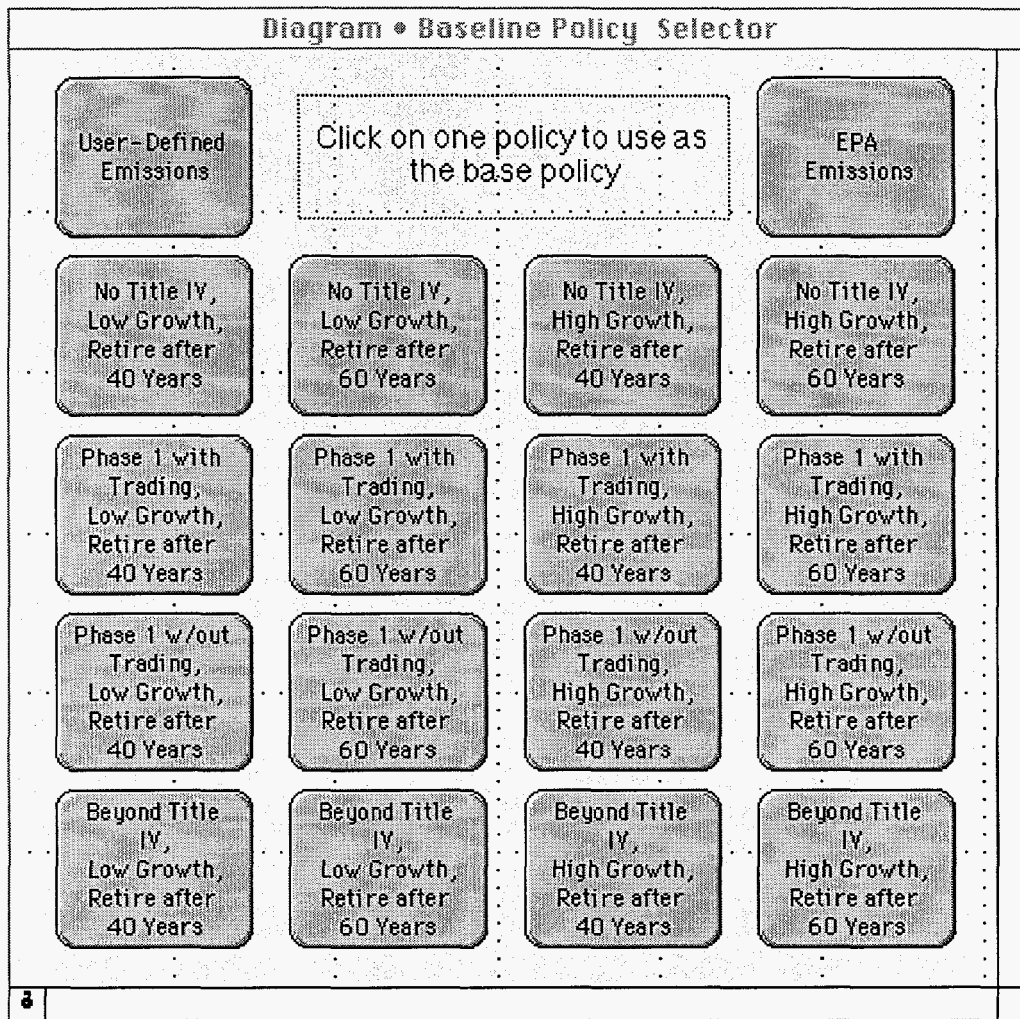 Diagram • Baseline Policy Selector
User-Defined
Emissions
Click on one policy to use as
the base policy
EPA
Emissions
No Title IV,
Low Growth,
Retire after
40 Years
No Title IV,
Low Growth,
Retire after
60 Years
No Title IV,
High Growth,
Retire after
40 Years
No Title IV,
High Growth,
Retire after
60 Years
Phase 1 with
Trading,
Low Growth,
Retire after
40 Years
Phase 1 with
Trading,
Low Growth,
Retire after
60 Years
Phase 1 with
Trading,
High Growth,
Retire after
40 Years
Phase 1 with
Trading,
High Growth,
Retire after
60 Years
Phase 1 w/out
Trading,
Low Growth,
Retire after
40 Years
Phase 1 w/out
Trading,
Low Growth,
Retire after
60 Years
Phase 1 w/out
Trading,
High Growth,
Retire after
40 Years
Phase 1 w/out
Trading,
High Growth,
Retire after
60 Years
Beyond Title
IV,
Low Growth,
Retire after
40 Years
Beyond Title
IV,
Low Growth,
Retire after
60 Years
Beyond Title
IV,
High Growth,
Retire after
40 Years
Beyond Title
IV,
High Growth,
Retire after
60 Years